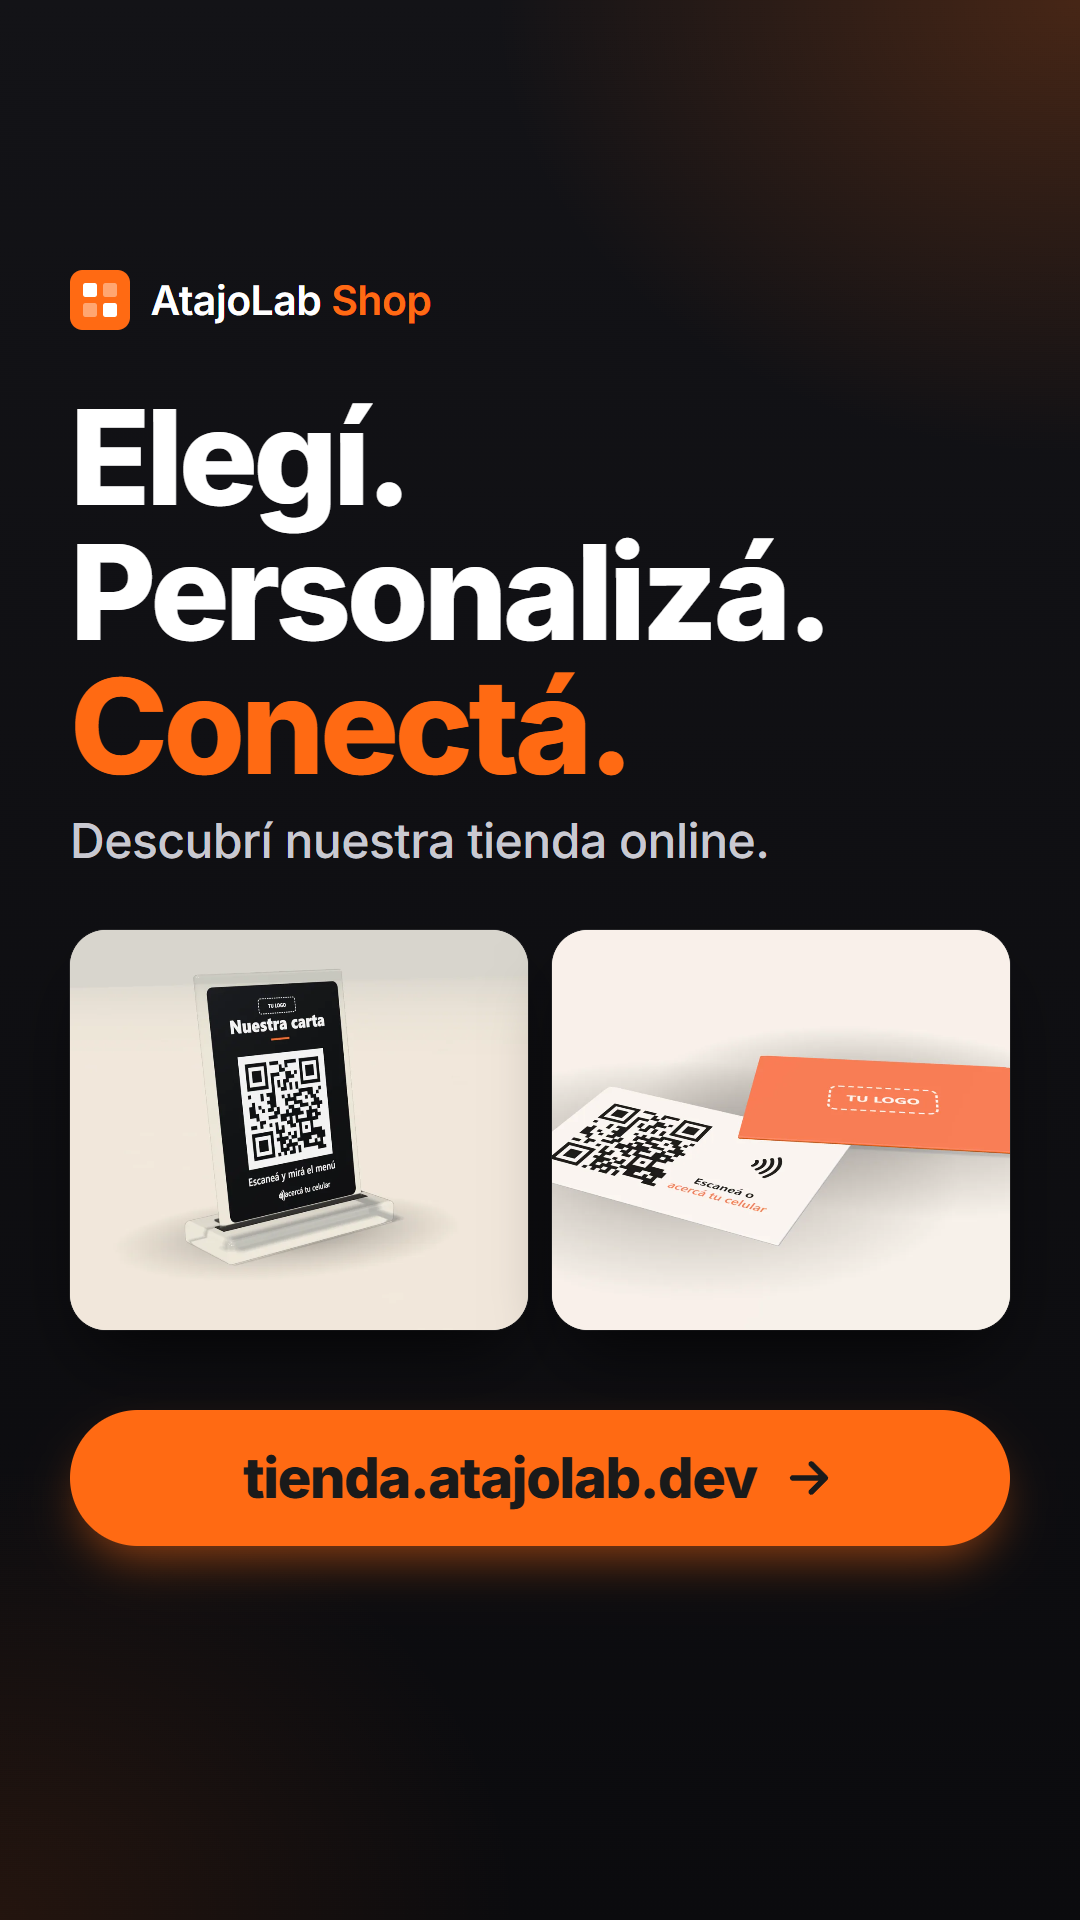 AtajoLab Shop
Elegí.
Personalizá.
Conectá.
Descubrí nuestra tienda online.
TU LOGO
Nuestra carta
Escaneá y mirá el menú
acercá tu celular
TU LOGO
Escaneá o
acercá tu celular
tienda.atajolab.dev →